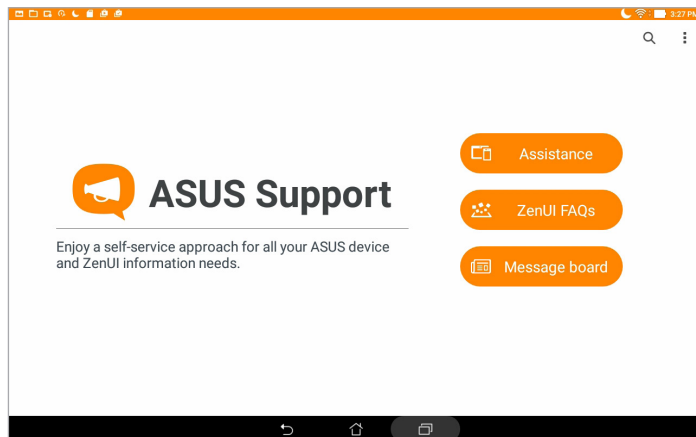 3:27 PM
ASUS Support
Enjoy a self-service approach for all your ASUS device
and ZenUI information needs.
Assistance
ZenUI FAQs
Message board